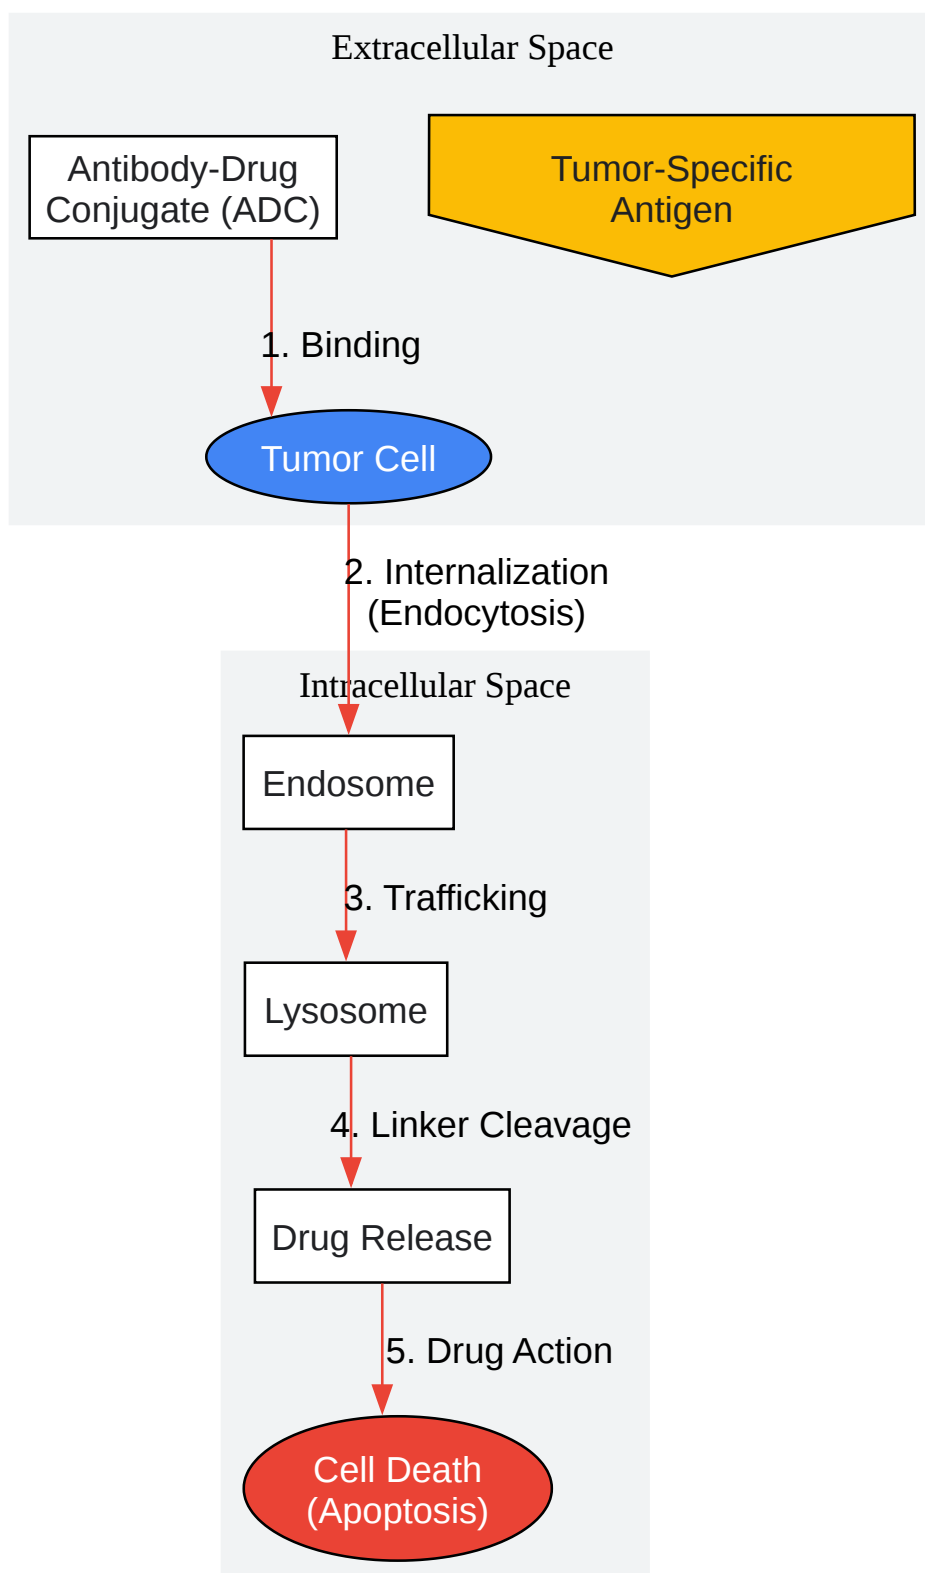 Extracellular Space
Antibody-Drug
Conjugate (ADC)
Tumor-Specific
Antigen
1. Binding
Tumor Cell
2. Internalization
(Endocytosis)
Intracellular Space
Endosome
3. Trafficking
Lysosome
4. Linker Cleavage
Drug Release
5. Drug Action
Cell Death
(Apoptosis)